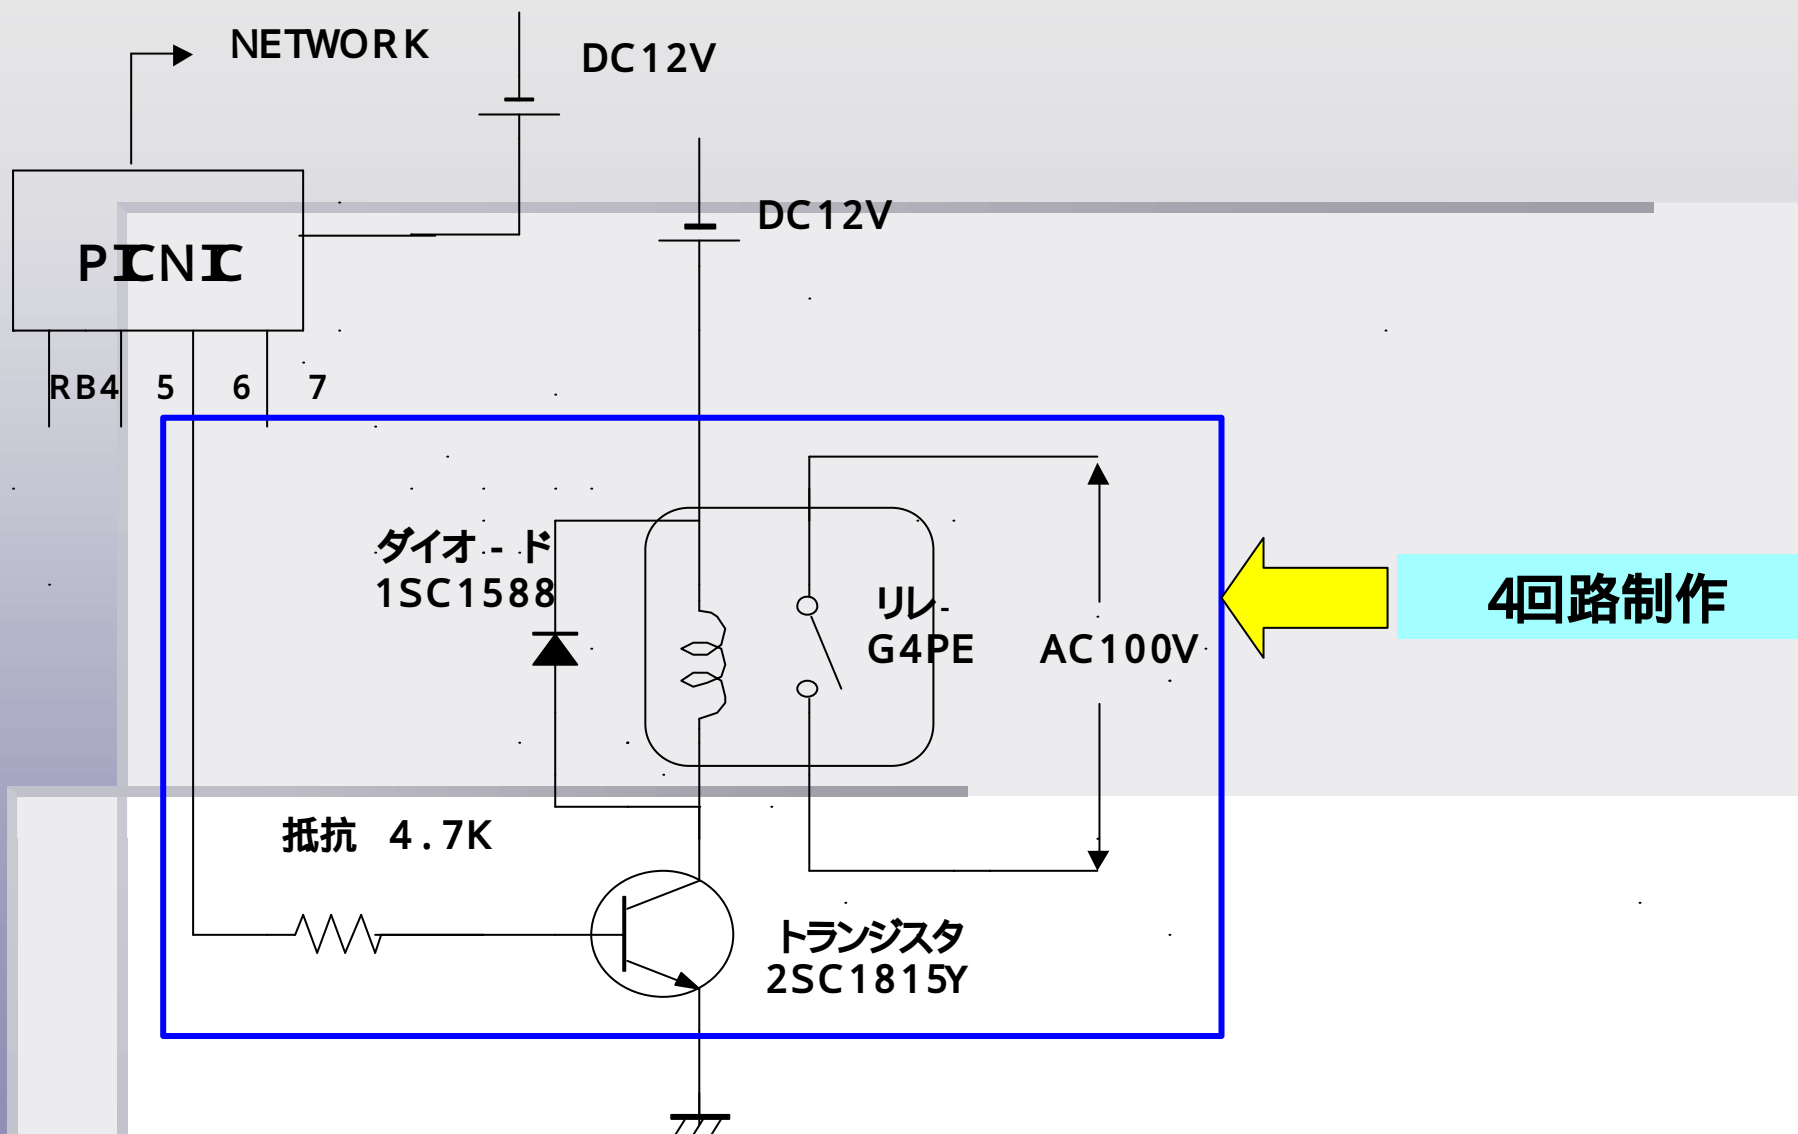 NETWORK
DC12V
DC12V
PICNIC
RB4 5 6 7
ダイオ-ド
1SC1588
リレ-
G4PE
AC100V
4回路制作
抵抗 4.7K
トランジスタ
2SC1815Y